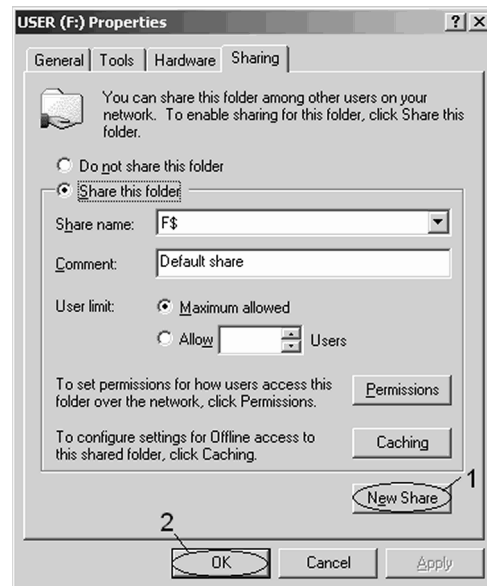 USER (F:) Properties
General Tools Hardware Sharing
You can share this folder among other users on your
network. To enable sharing for this folder, click Share this
folder.
Do not share this folder
Share this folder
Share name: F$
Comment: Default share
User limit: Maximum allowed
Allow Users
To set permissions for how users access this
folder over the network, click Permissions.
Permissions
To configure settings for Offline access to
this shared folder, click Caching.
Caching
1
New Share
2
OK Cancel Apply